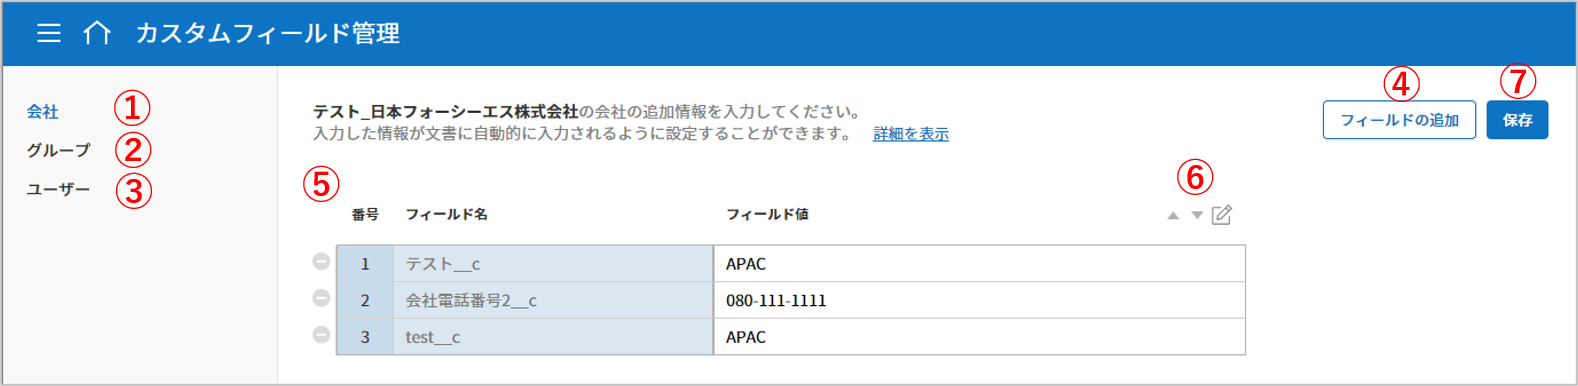 カスタムフィールド管理
会社 ①
グループ ②
ユーザー ③
テスト_日本フォーシーエス株式会社の会社の追加情報を入力してください。
入力した情報が文書に自動的に入力されるように設定することができます。 詳細を表示
④ ⑦
フィールドの追加 保存
⑤ ⑥
番号 フィールド名 フィールド値
1 テスト__c APAC
2 会社電話番号2__c 080-111-1111
3 test__c APAC